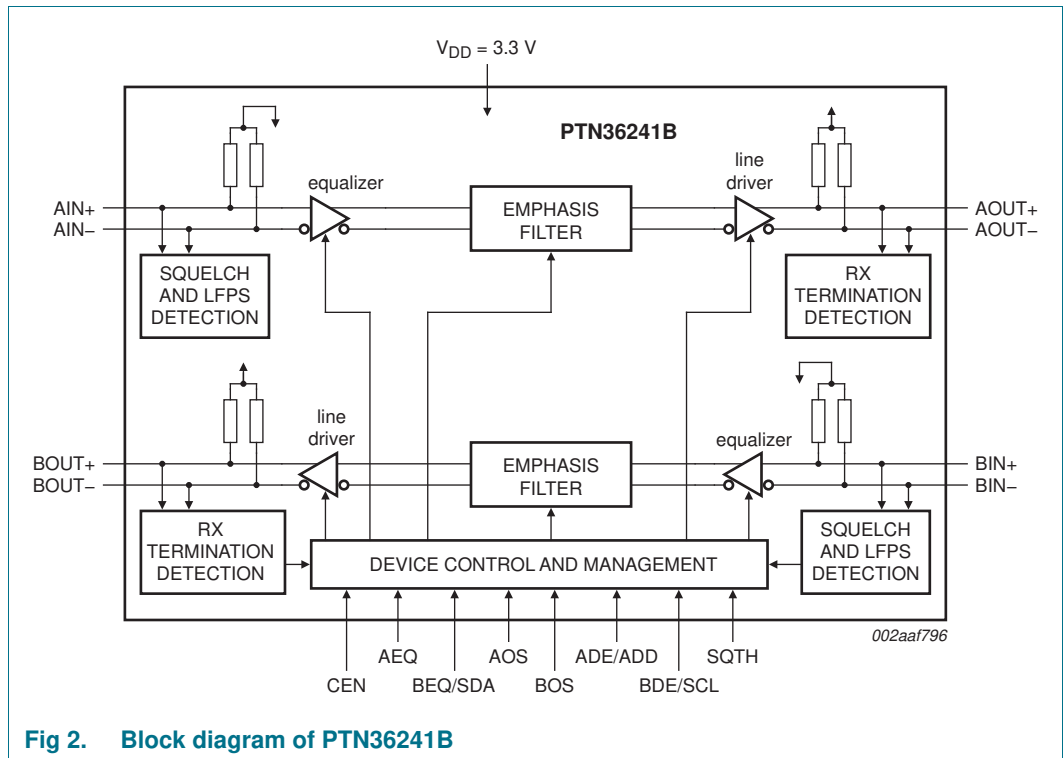 V_DD = 3.3 V
PTN36241B
equalizer
line
driver
AIN+
AIN−
EMPHASIS
FILTER
AOUT+
AOUT−
SQUELCH
AND LFPS
DETECTION
RX
TERMINATION
DETECTION
line
driver
equalizer
BOUT+
BOUT−
EMPHASIS
FILTER
BIN+
BIN−
RX
TERMINATION
DETECTION
DEVICE CONTROL AND MANAGEMENT
SQUELCH
AND LFPS
DETECTION
002aaf796
AEQ
AOS
ADE/ADD
SQTH
CEN
BEQ/SDA
BOS
BDE/SCL
Fig 2. Block diagram of PTN36241B